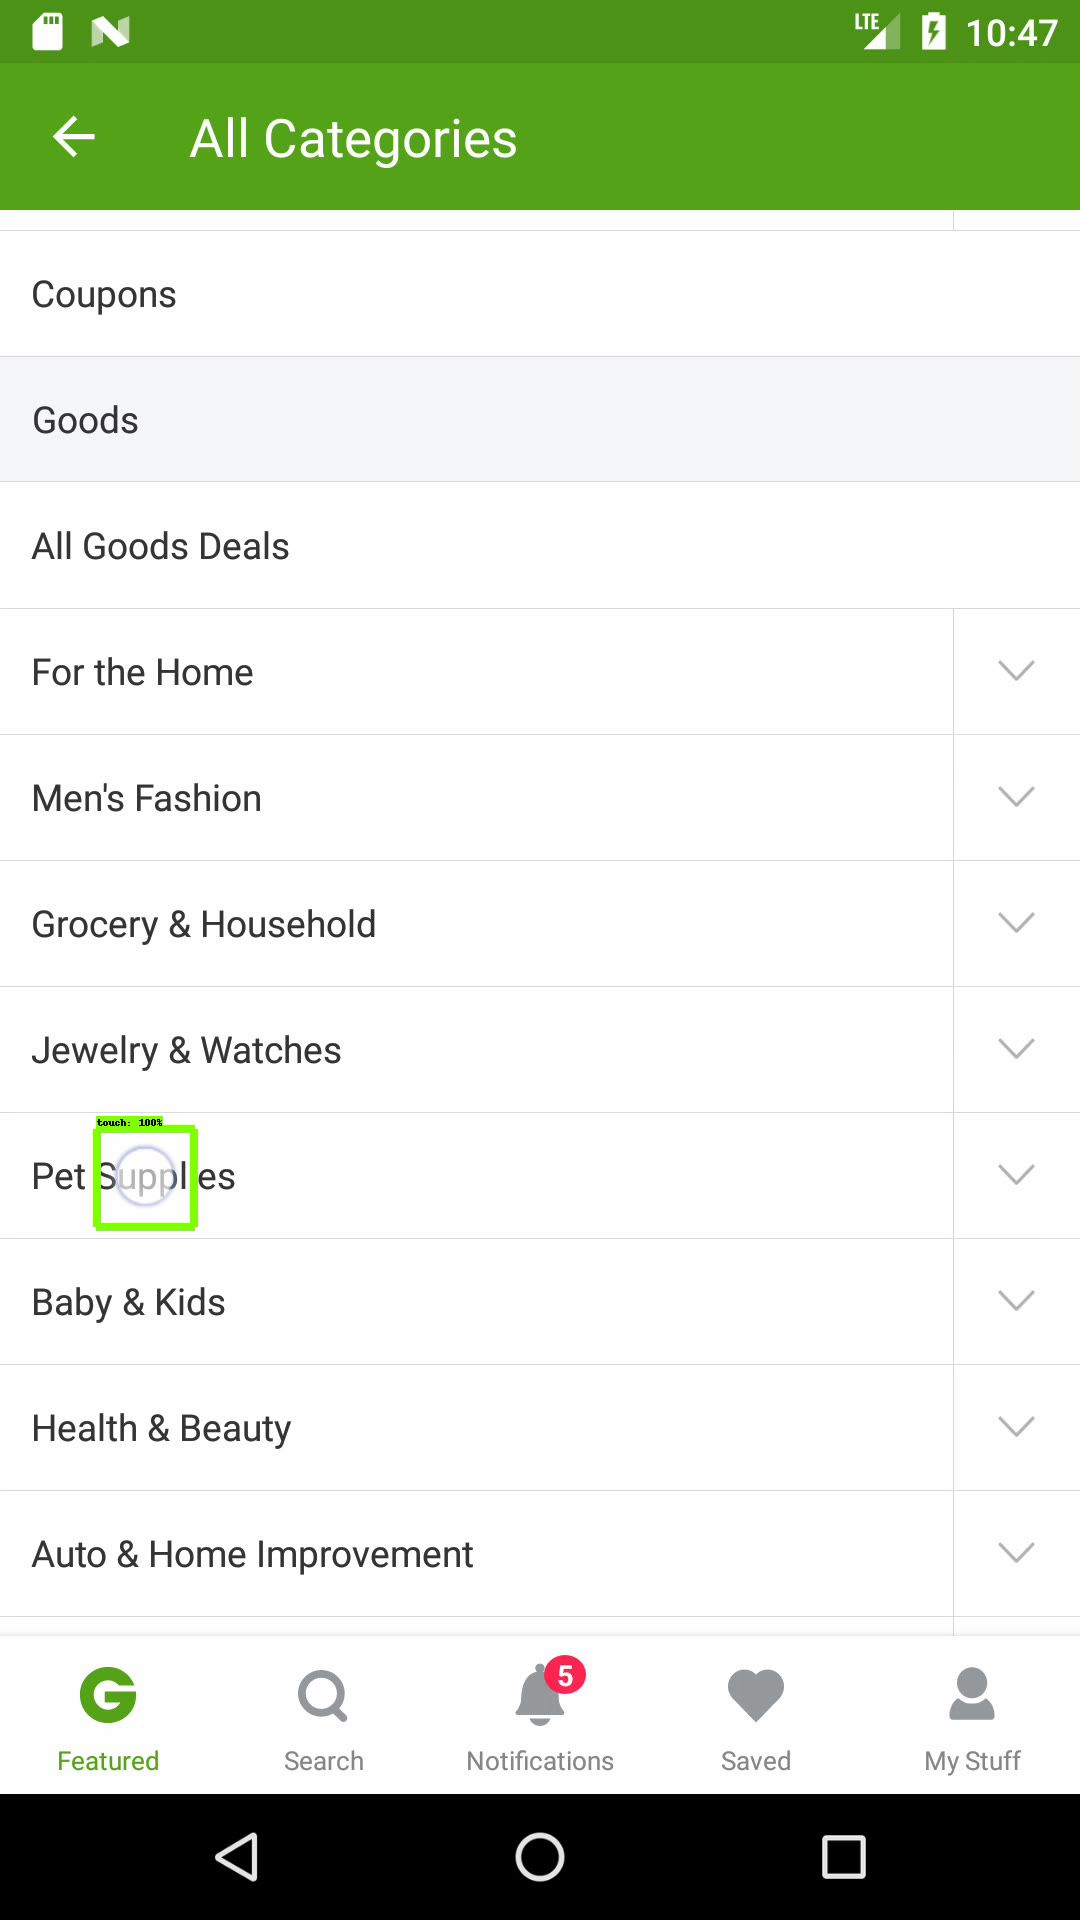 LTE 10:47
All Categories
Coupons
Goods
All Goods Deals
For the Home
Men's Fashion
Grocery & Household
Jewelry & Watches
touch: 100%
Pet Supplies
Baby & Kids
Health & Beauty
Auto & Home Improvement
5
Featured Search Notifications Saved My Stuff